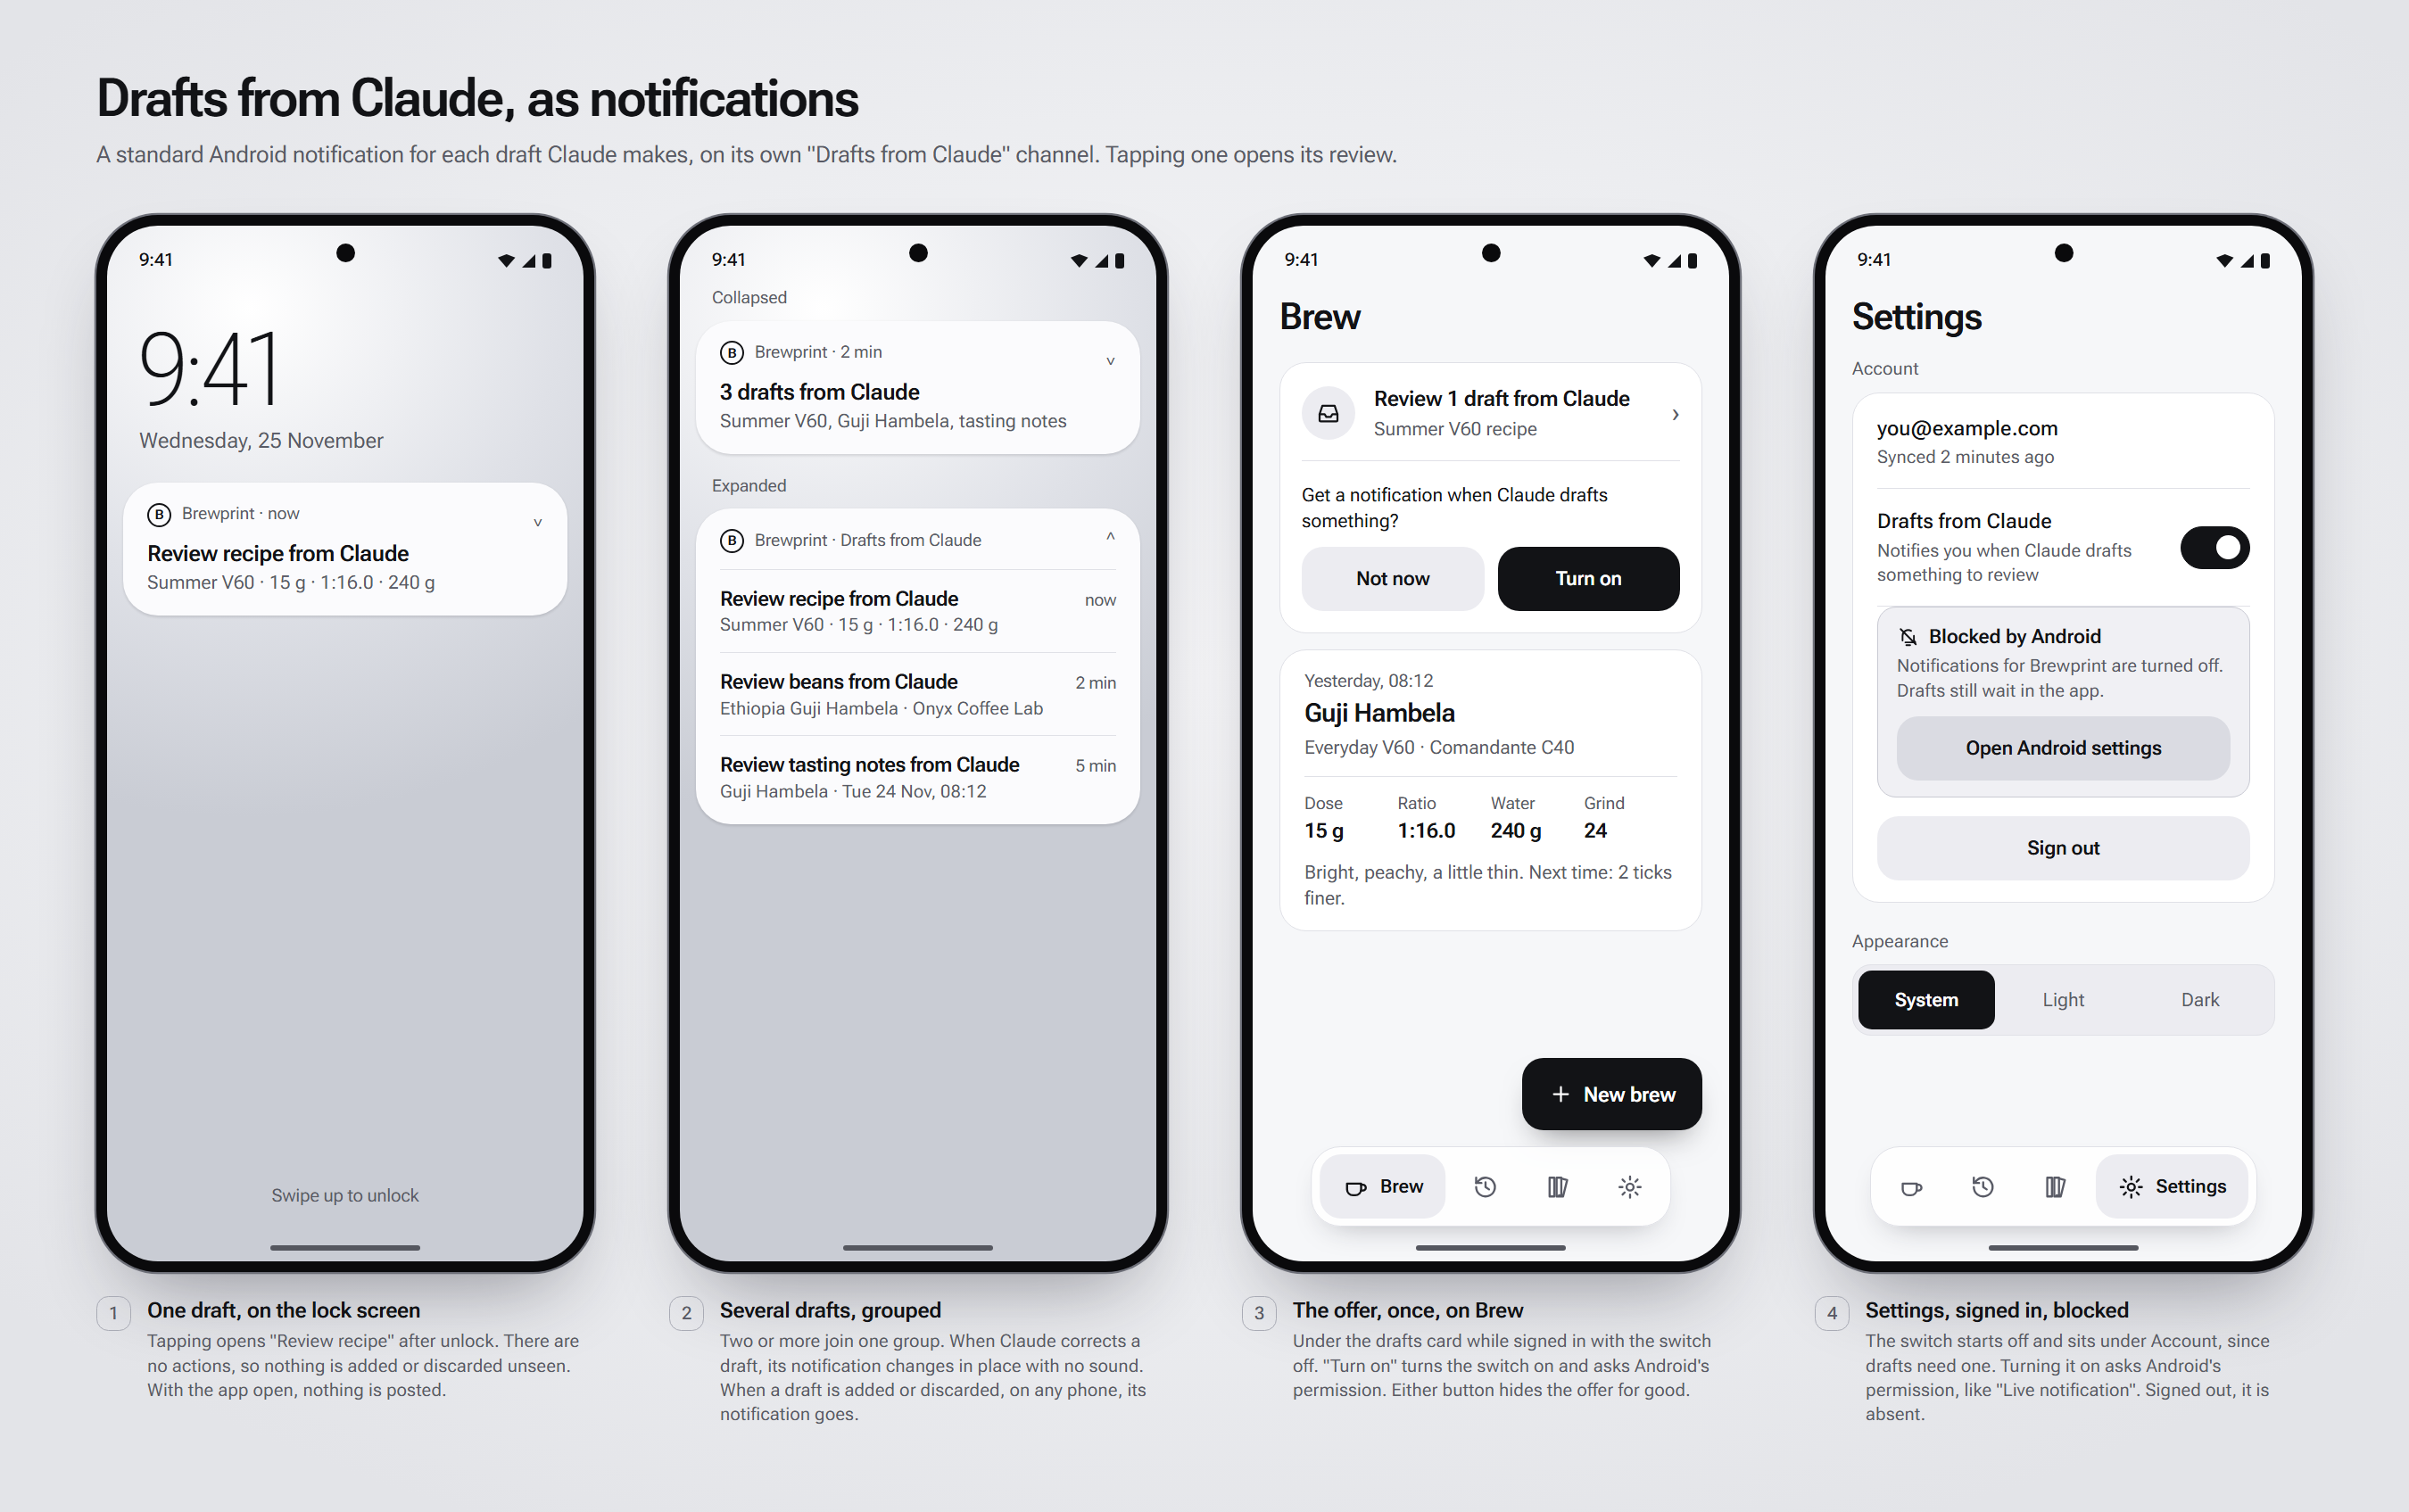 Drafts from Claude, as notifications
A standard Android notification for each draft Claude makes, on its own "Drafts from Claude" channel. Tapping one opens its review.
9:41
9:41
Wednesday, 25 November
B Brewprint · now
Review recipe from Claude
Summer V60 · 15 g · 1:16.0 · 240 g
Swipe up to unlock
1 One draft, on the lock screen
Tapping opens "Review recipe" after unlock. There are
no actions, so nothing is added or discarded unseen.
With the app open, nothing is posted.
9:41
Collapsed
B Brewprint · 2 min
3 drafts from Claude
Summer V60, Guji Hambela, tasting notes
Expanded
B Brewprint · Drafts from Claude
Review recipe from Claude now
Summer V60 · 15 g · 1:16.0 · 240 g
Review beans from Claude 2 min
Ethiopia Guji Hambela · Onyx Coffee Lab
Review tasting notes from Claude 5 min
Guji Hambela · Tue 24 Nov, 08:12
2 Several drafts, grouped
Two or more join one group. When Claude corrects a
draft, its notification changes in place with no sound.
When a draft is added or discarded, on any phone, its
notification goes.
9:41
Brew
Review 1 draft from Claude
Summer V60 recipe
Get a notification when Claude drafts
something?
Not now Turn on
Yesterday, 08:12
Guji Hambela
Everyday V60 · Comandante C40
Dose Ratio Water Grind
15 g 1:16.0 240 g 24
Bright, peachy, a little thin. Next time: 2 ticks
finer.
New brew
Brew
3 The offer, once, on Brew
Under the drafts card while signed in with the switch
off. "Turn on" turns the switch on and asks Android's
permission. Either button hides the offer for good.
9:41
Settings
Account
you@example.com
Synced 2 minutes ago
Drafts from Claude
Notifies you when Claude drafts
something to review
Blocked by Android
Notifications for Brewprint are turned off.
Drafts still wait in the app.
Open Android settings
Sign out
Appearance
System Light Dark
Settings
4 Settings, signed in, blocked
The switch starts off and sits under Account, since
drafts need one. Turning it on asks Android's
permission, like "Live notification". Signed out, it is
absent.